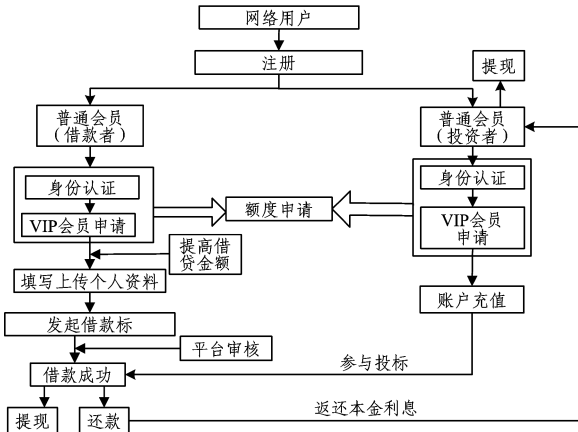 网络用户
注册
提现
普通会员
（借款者）
普通会员
（投资者）
身份认证
VIP会员申请
额度申请
身份认证
VIP会员
申请
提高借
贷金额
填写上传个人资料
账户充值
发起借款标
平台审核
参与投标
借款成功
提现
还款
返还本金利息